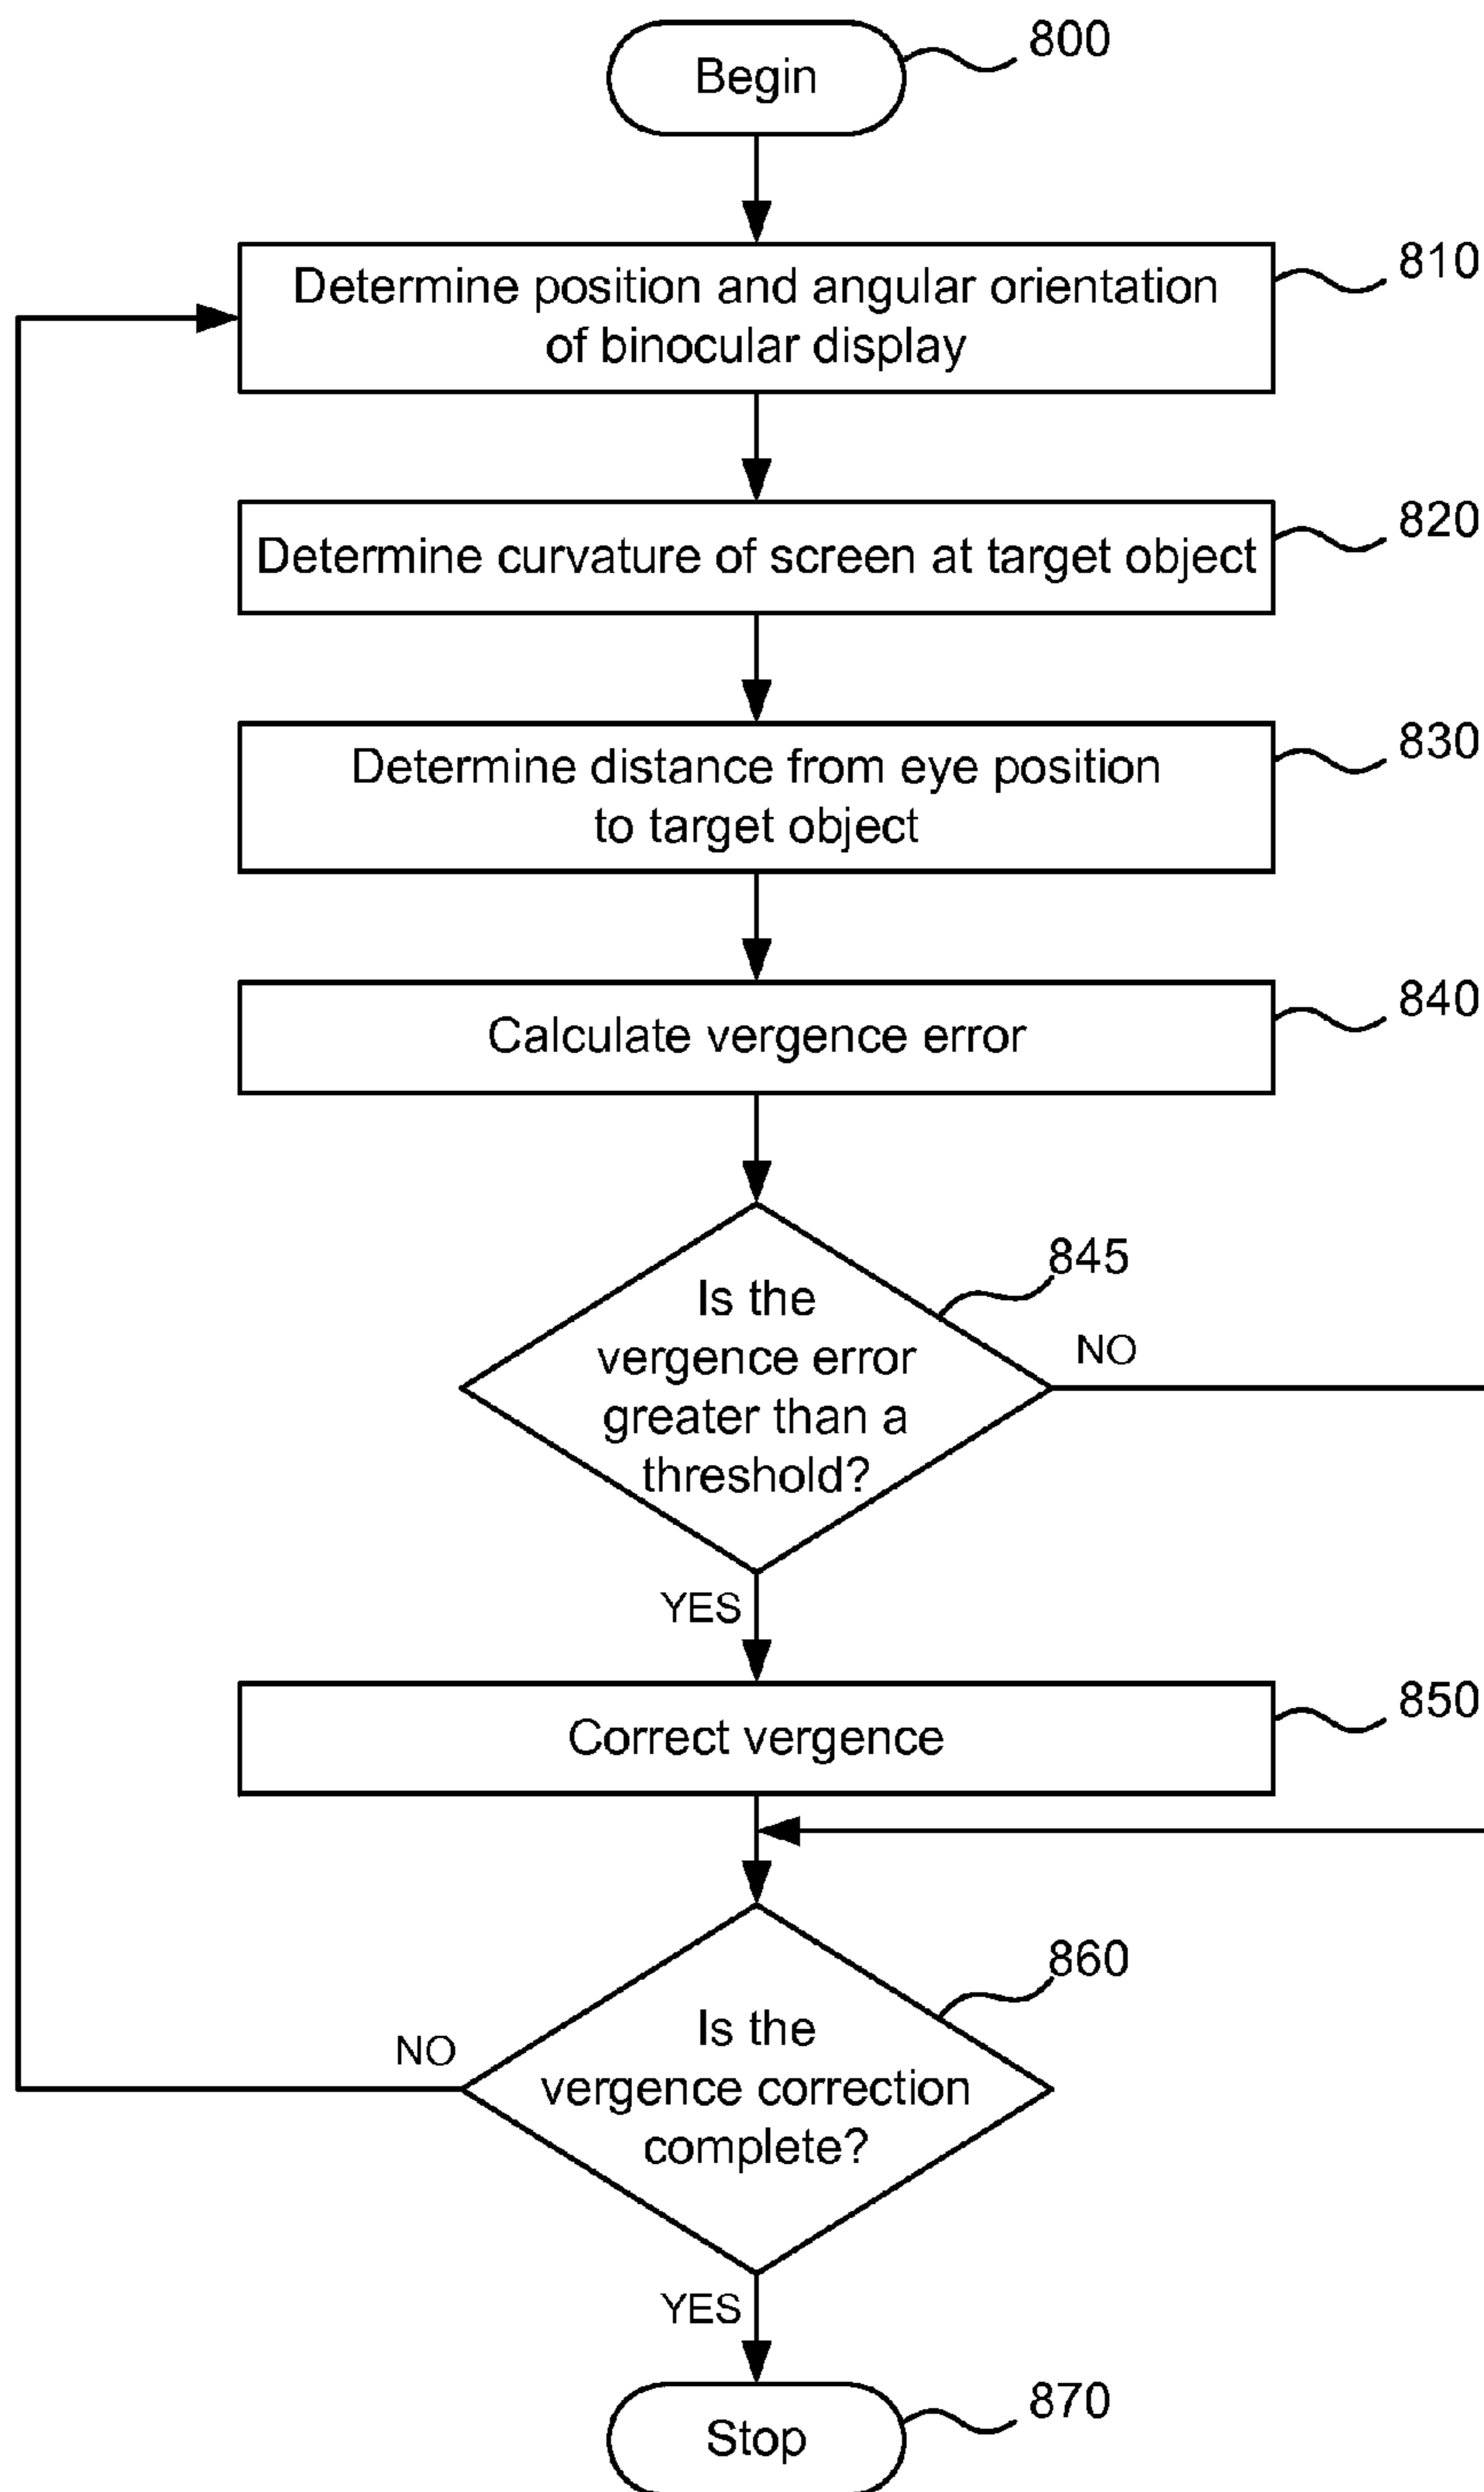 Begin
800
Determine position and angular orientation
of binocular display
810
Determine curvature of screen at target object
820
Determine distance from eye position
to target object
830
Calculate vergence error
840
Is the
vergence error
greater than a
threshold?
845
NO
YES
Correct vergence
850
Is the
vergence correction
complete?
860
NO
YES
Stop
870